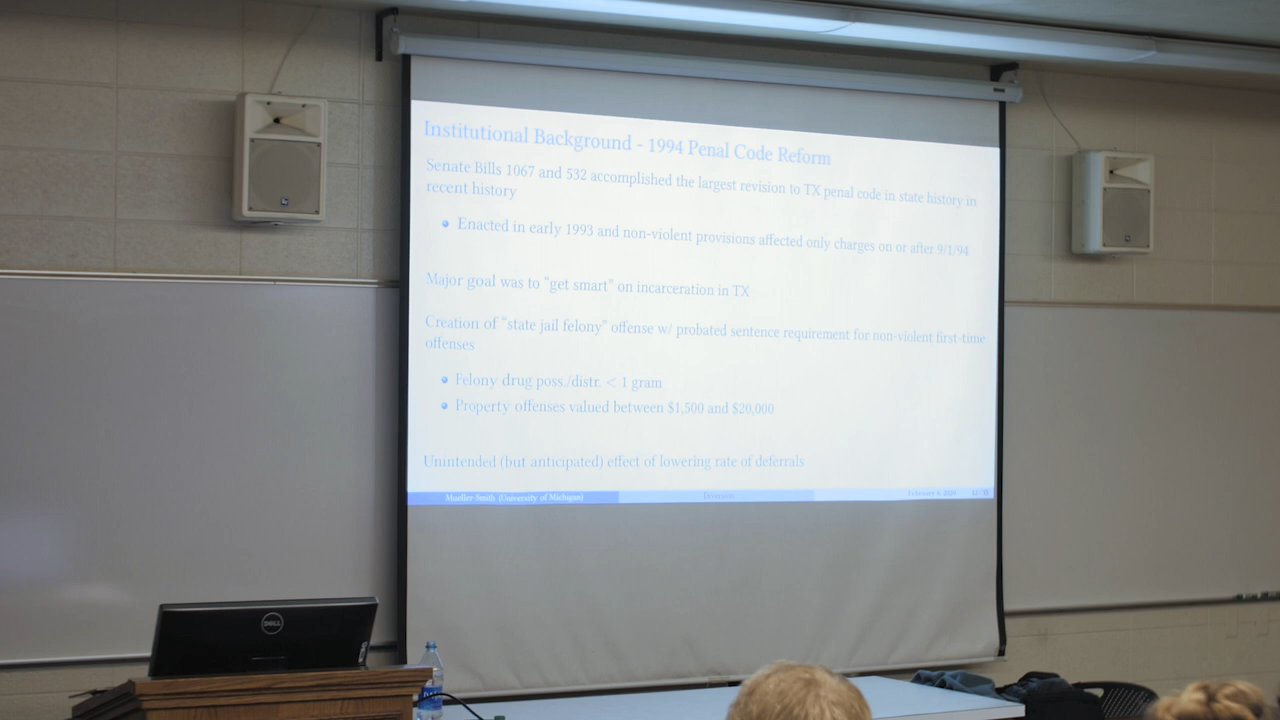 Institutional Background - 1994 Penal Code Reform
Senate Bills 1067 and 532 accomplished the largest revision to TX penal code in state history in
recent history
Enacted in early 1993 and non-violent provisions affected only charges on or after 9/1/94
Major goal was to "get smart" on incarceration in TX
Creation of "state jail felony" offense w/ probated sentence requirement for non-violent first-time
offenses
Felony drug poss./distr. < 1 gram
Property offenses valued between $1,500 and $20,000
Unintended (but anticipated) effect of lowering rate of deferrals
Mueller-Smith (University of Michigan) Diversion February 6, 2020
DELL